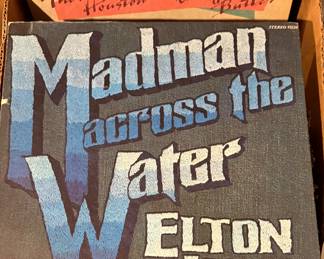 Houston
STEREO
Madman
across the
Water
ELTON